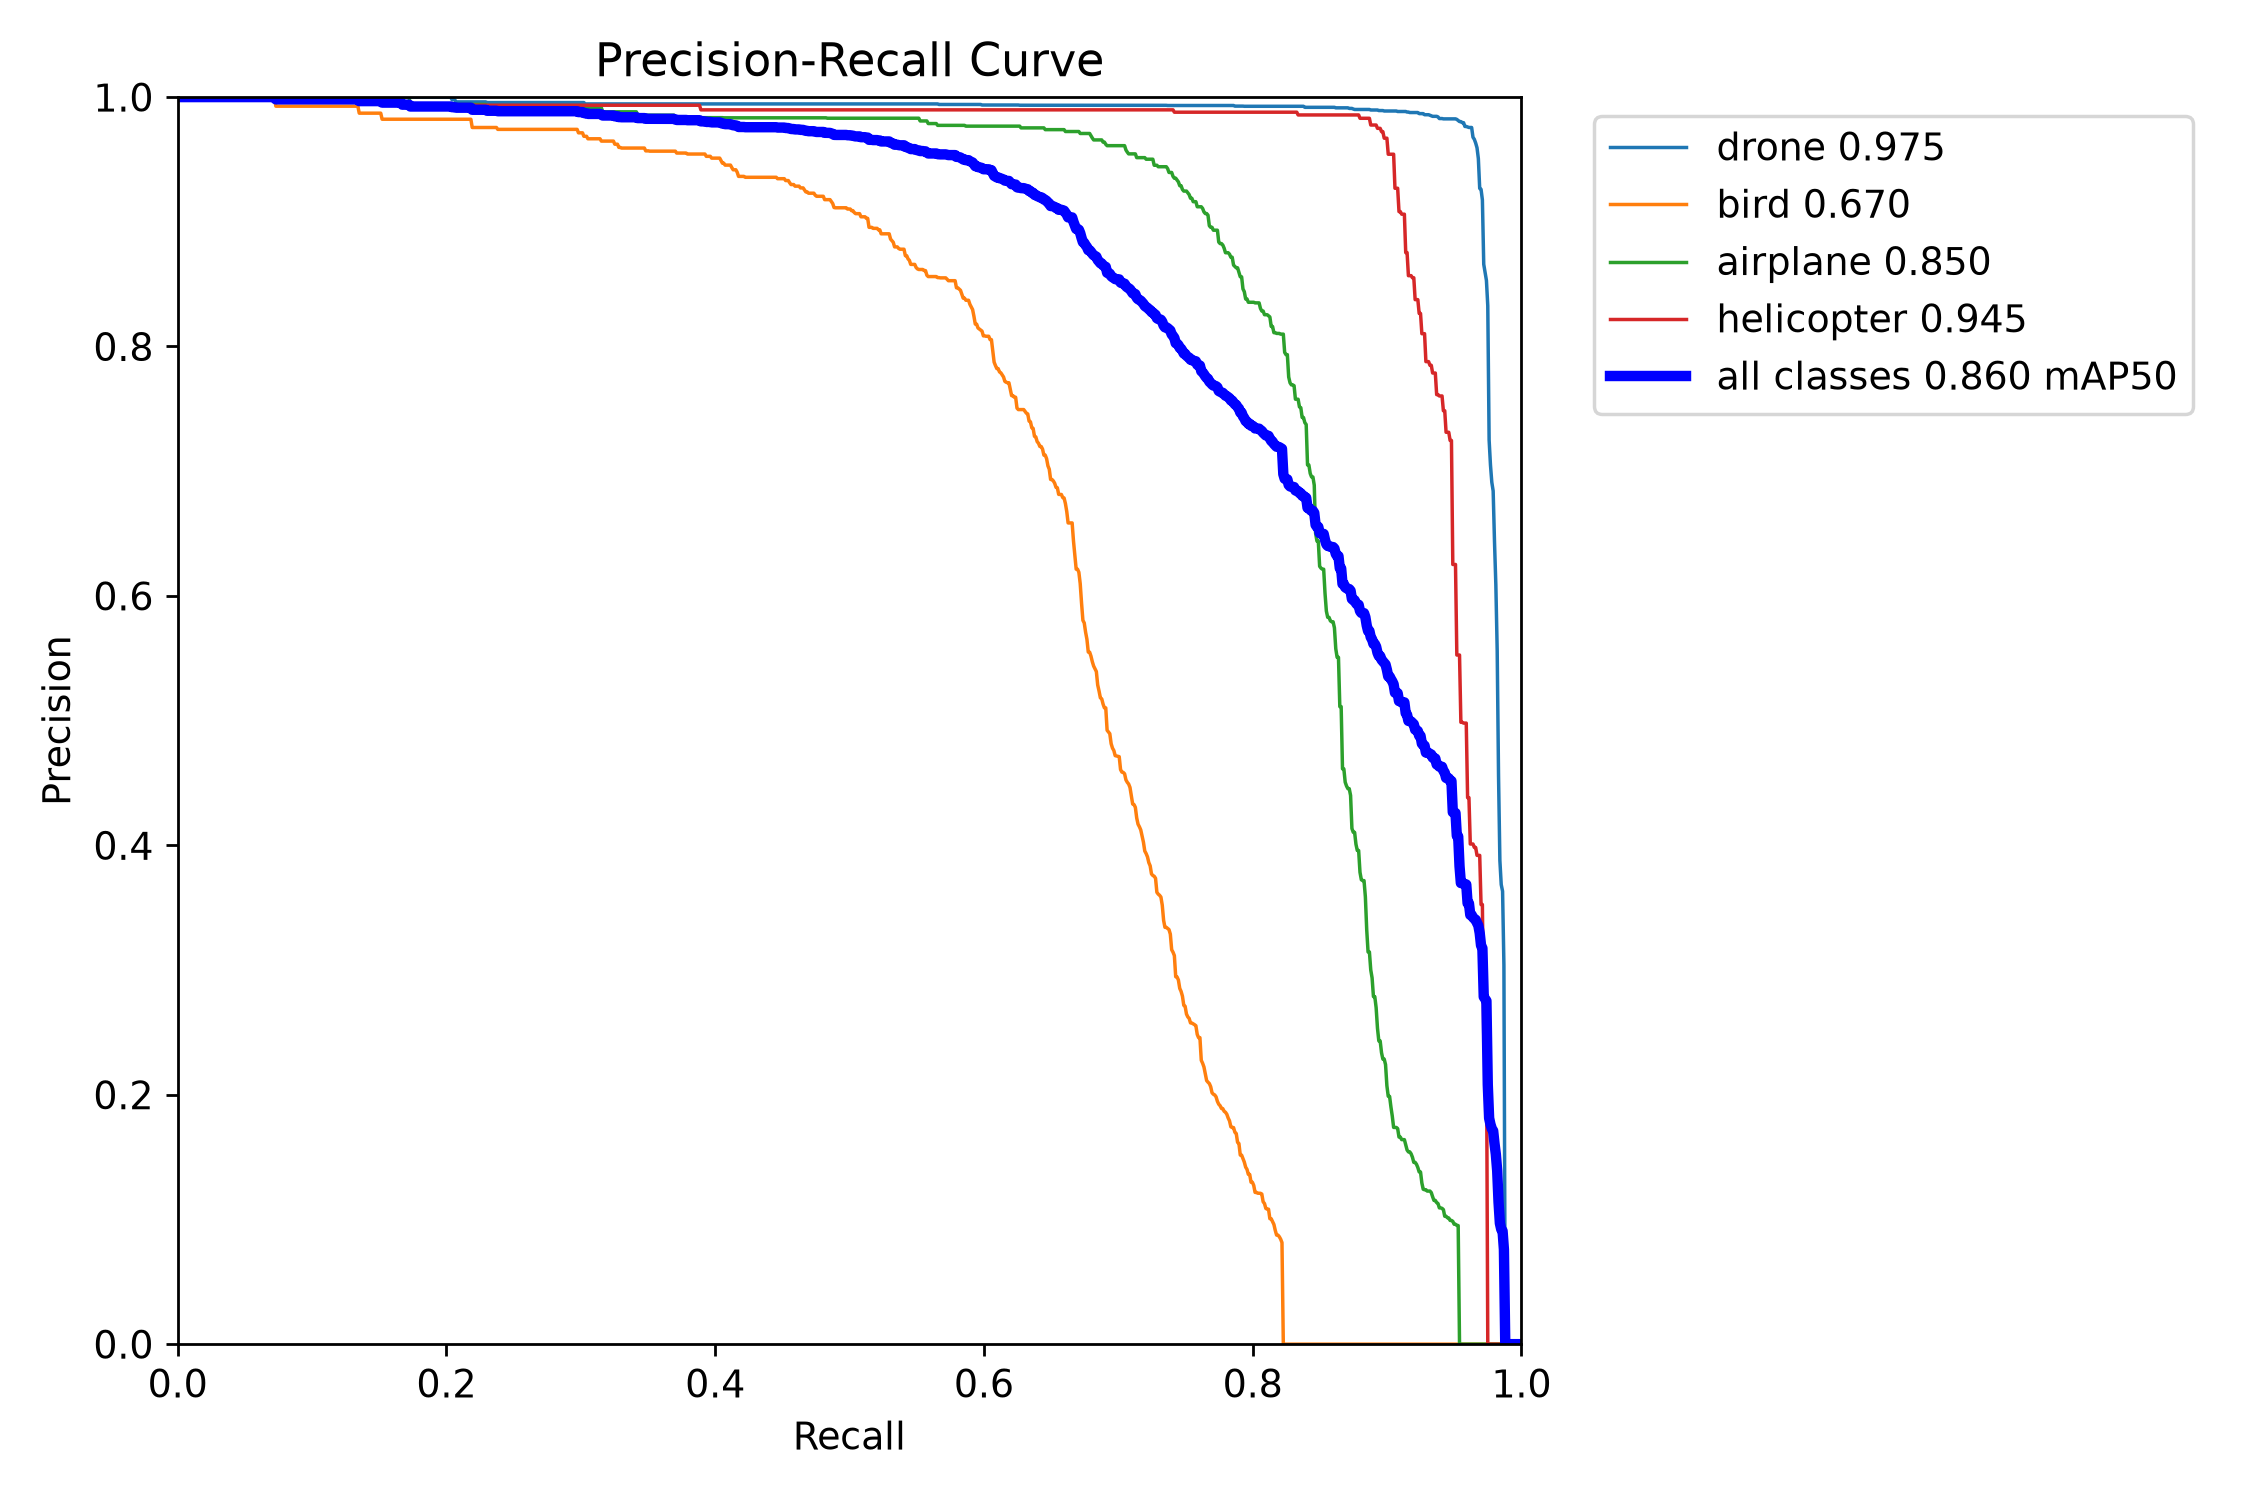 Precision-Recall Curve
1.0
0.8
0.6
0.4
0.2
0.0
Precision
0.0 0.2 0.4 0.6 0.8 1.0
Recall
drone 0.975
bird 0.670
airplane 0.850
helicopter 0.945
all classes 0.860 mAP50